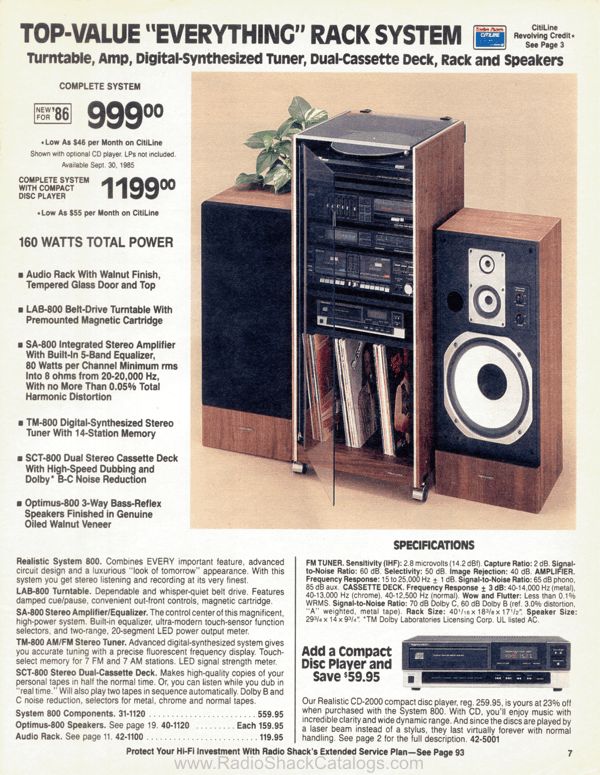 TOP-VALUE "EVERYTHING" RACK SYSTEM
CitiLine
Revolving Credit*
See Page 3
Turntable, Amp, Digital-Synthesized Tuner, Dual-Cassette Deck, Rack and Speakers
COMPLETE SYSTEM
NEW FOR '86
999⁰⁰
•Low As $46 per Month on CitiLine
Shown with optional CD player. LPs not included.
Available Sept. 30, 1985
COMPLETE SYSTEM
WITH COMPACT
DISC PLAYER
1199⁰⁰
•Low As $55 per Month on CitiLine
160 WATTS TOTAL POWER
■ Audio Rack With Walnut Finish,
Tempered Glass Door and Top
■ LAB-800 Belt-Drive Turntable With
Premounted Magnetic Cartridge
■ SA-800 Integrated Stereo Amplifier
With Built-In 5-Band Equalizer,
80 Watts per Channel Minimum rms
Into 8 ohms from 20-20,000 Hz,
With no More Than 0.05% Total
Harmonic Distortion
■ TM-800 Digital-Synthesized Stereo
Tuner With 14-Station Memory
■ SCT-800 Dual Stereo Cassette Deck
With High-Speed Dubbing and
Dolby* B-C Noise Reduction
■ Optimus-800 3-Way Bass-Reflex
Speakers Finished in Genuine
Oiled Walnut Veneer
Realistic System 800. Combines EVERY important feature, advanced
circuit design and a luxurious "look of tomorrow" appearance. With this
system you get stereo listening and recording at its very finest.
LAB-800 Turntable. Dependable and whisper-quiet belt drive. Features
damped cue/pause, convenient out-front controls, magnetic cartridge.
SA-800 Stereo Amplifier/Equalizer. The control center of this magnificent,
high-power system. Built-in equalizer, ultra-modern touch-sensor function
selectors, and two-range, 20-segment LED power output meter.
TM-800 AM/FM Stereo Tuner. Advanced digital-synthesized system gives
you accurate tuning with a precise fluorescent frequency display. Touch-
select memory for 7 FM and 7 AM stations. LED signal strength meter.
SCT-800 Stereo Dual-Cassette Deck. Makes high-quality copies of your
personal tapes in half the normal time. Or, you can listen while you dub in
"real time." Will also play two tapes in sequence automatically. Dolby B and
C noise reduction, selectors for metal, chrome and normal tapes.
System 800 Components. 31-1120 . . . . . . . . . . . . . . . . . . 559.95
Optimus-800 Speakers. See page 19. 40-1120 . . . . . . . . . Each 159.95
Audio Rack. See page 11. 42-1100 . . . . . . . . . . . . . . . . . . 119.95
SPECIFICATIONS
FM TUNER. Sensitivity (IHF): 2.8 microvolts (14.2 dBf). Capture Ratio: 2 dB. Signal-
to-Noise Ratio: 60 dB. Selectivity: 50 dB. Image Rejection: 40 dB. AMPLIFIER.
Frequency Response: 15 to 25,000 Hz ± 1 dB. Signal-to-Noise Ratio: 65 dB phono,
85 dB aux. CASSETTE DECK. Frequency Response ± 3 dB: 40-14,000 Hz (metal),
40-13,000 Hz (chrome), 40-12,500 Hz (normal). Wow and Flutter: Less than 0.1%
WRMS. Signal-to-Noise Ratio: 70 dB Dolby C, 60 dB Dolby B (ref. 3.0% distortion,
"A" weighted, metal tape). Rack Size:
*TM Dolby Laboratories Licensing Corp. UL listed AC.
Add a Compact
Disc Player and
Save $59.95
Our Realistic CD-2000 compact disc player, reg. 259.95, is yours at 23% off
when purchased with the System 800. With CD, you'll enjoy music with
incredible clarity and wide dynamic range. And since the discs are played by
a laser beam instead of a stylus, they last virtually forever with normal
handling. See page 2 for the full description. 42-5001
Protect Your Hi-Fi Investment With Radio Shack's Extended Service Plan—See Page 93
7
www.RadioShackCatalogs.com